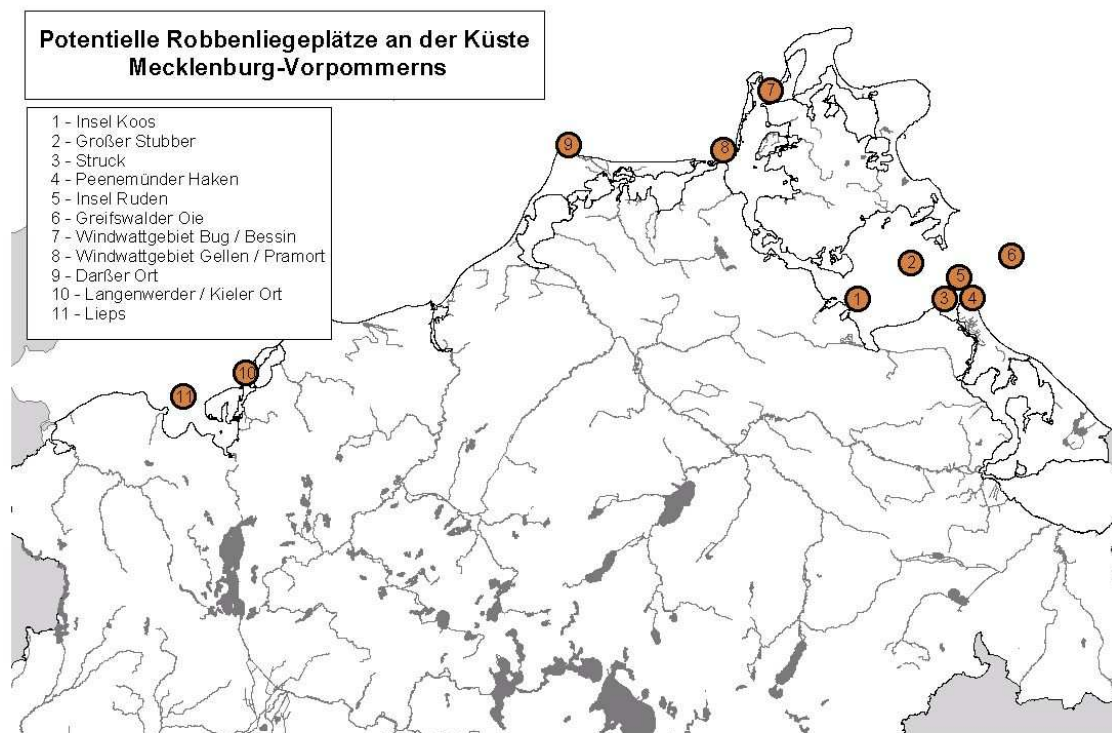 Potentielle Robbenliegeplätze an der Küste
Mecklenburg-Vorpommerns
1 - Insel Koos
2 - Großer Stubber
3 - Struck
4 - Peenemünder Haken
5 - Insel Ruden
6 - Greifswalder Oie
7 - Windwattgebiet Bug / Bessin
8 - Windwattgebiet Gellen / Pramort
9 - Darßer Ort
10 - Langenwerder / Kieler Ort
11 - Lieps
7
9
8
6
2
5
1
3
4
10
11